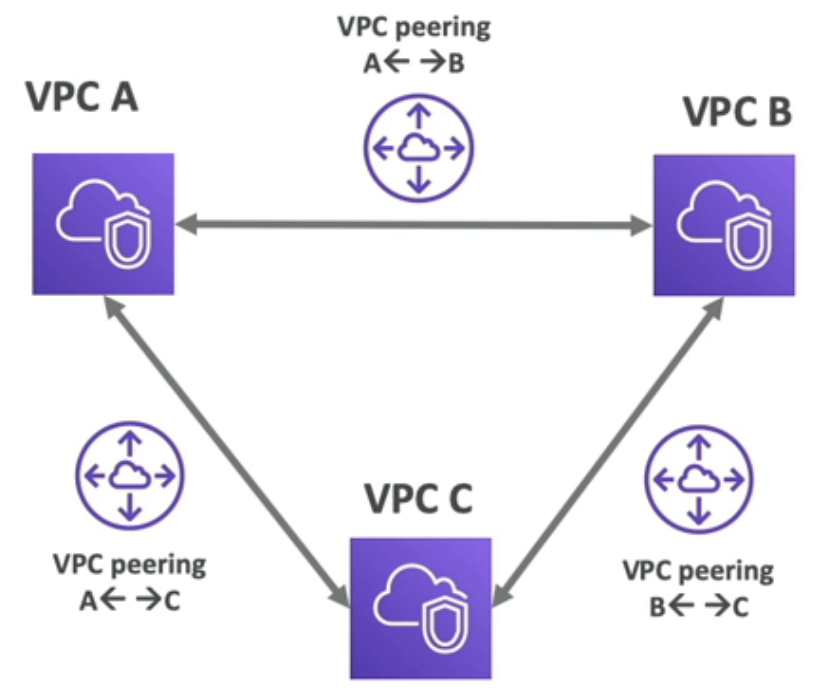 VPC peering
A← →B
VPC A
VPC B
VPC C
VPC peering
A← →C
VPC peering
B← →C